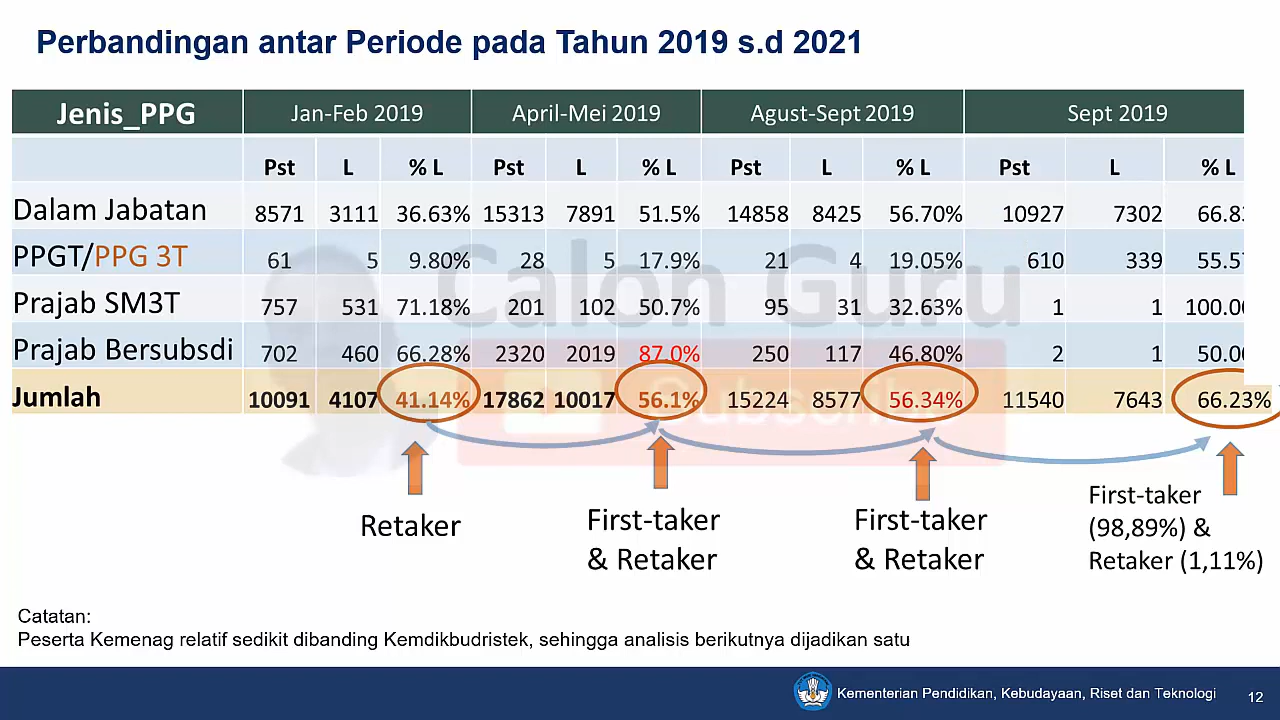 Perbandingan antar Periode pada Tahun 2019 s.d 2021
Jenis_PPG Jan-Feb 2019 April-Mei 2019 Agust-Sept 2019 Sept 2019
Pst L % L Pst L % L Pst L % L Pst L % L
Dalam Jabatan 8571 3111 36.63% 15313 7891 51.5% 14858 8425 56.70% 10927 7302 66.83
PPGT/PPG 3T 61 5 9.80% 28 5 17.9% 21 4 19.05% 610 339 55.57
Prajab SM3T 757 531 71.18% 201 102 50.7% 95 31 32.63% 1 1 100.00
Prajab Bersubsdi 702 460 66.28% 2320 2019 87.0% 250 117 46.80% 2 1 50.00
Jumlah 10091 4107 41.14% 17862 10017 56.1% 15224 8577 56.34% 11540 7643 66.23%
Calon Guru
Subscribe
Retaker
First-taker
& Retaker
First-taker
& Retaker
First-taker
(98,89%) &
Retaker (1,11%)
Catatan:
Peserta Kemenag relatif sedikit dibanding Kemdikbudristek, sehingga analisis berikutnya dijadikan satu
Kementerian Pendidikan, Kebudayaan, Riset dan Teknologi
12